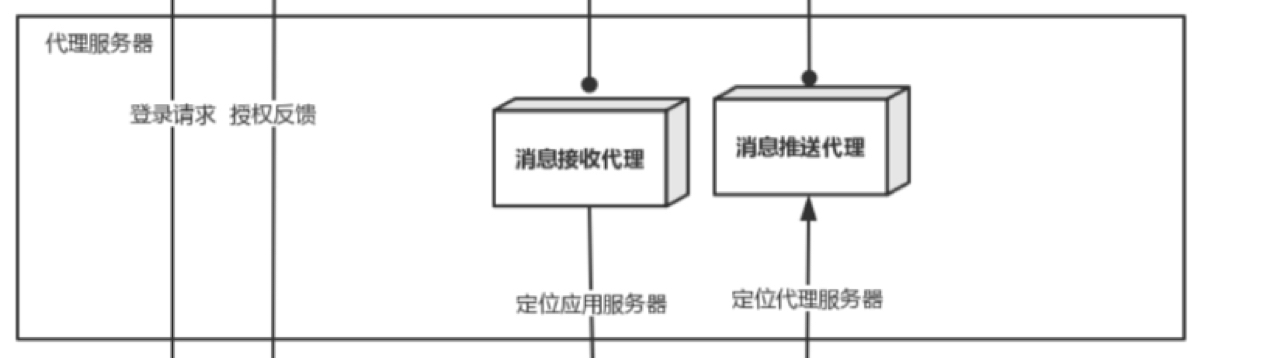 代理服务器
登录请求
授权反馈
消息接收代理
消息推送代理
定位应用服务器
定位代理服务器